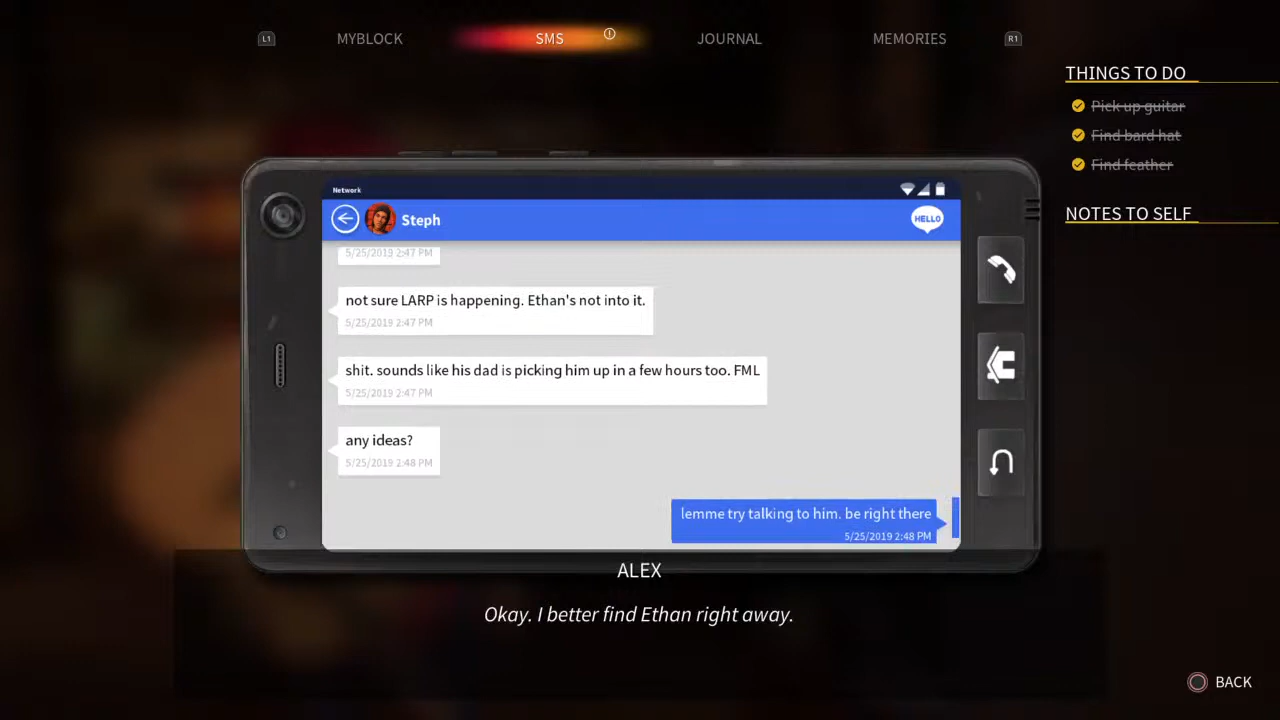 L1
MYBLOCK
SMS
JOURNAL
MEMORIES
R1
THINGS TO DO
Pick up guitar
Find bard hat
Find feather
NOTES TO SELF
Network
Steph
HELLO
5/25/2019 2:47 PM
not sure LARP is happening. Ethan's not into it.
5/25/2019 2:47 PM
shit. sounds like his dad is picking him up in a few hours too. FML
5/25/2019 2:47 PM
any ideas?
5/25/2019 2:48 PM
lemme try talking to him. be right there
5/25/2019 2:48 PM
ALEX
Okay. I better find Ethan right away.
BACK